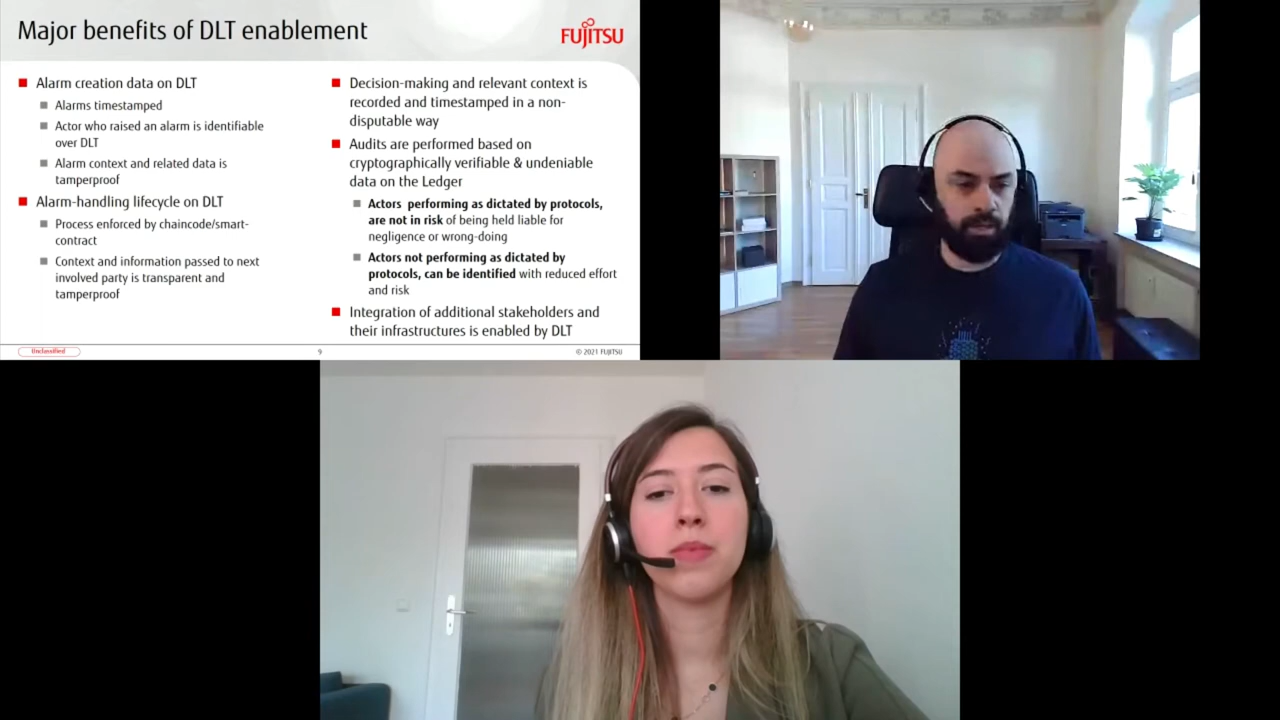 Major benefits of DLT enablement
FUJITSU
Alarm creation data on DLT
Alarms timestamped
Actor who raised an alarm is identifiable
over DLT
Alarm context and related data is
tamperproof
Alarm-handling lifecycle on DLT
Process enforced by chaincode/smart-
contract
Context and information passed to next
involved party is transparent and
tamperproof
Decision-making and relevant context is
recorded and timestamped in a non-
disputable way
Audits are performed based on
cryptographically verifiable & undeniable
data on the Ledger
Actors performing as dictated by protocols,
are not in risk of being held liable for
negligence or wrong-doing
Actors not performing as dictated by
protocols, can be identified with reduced effort
and risk
Integration of additional stakeholders and
their infrastructures is enabled by DLT
Unclassified
9
© 2021 FUJITSU